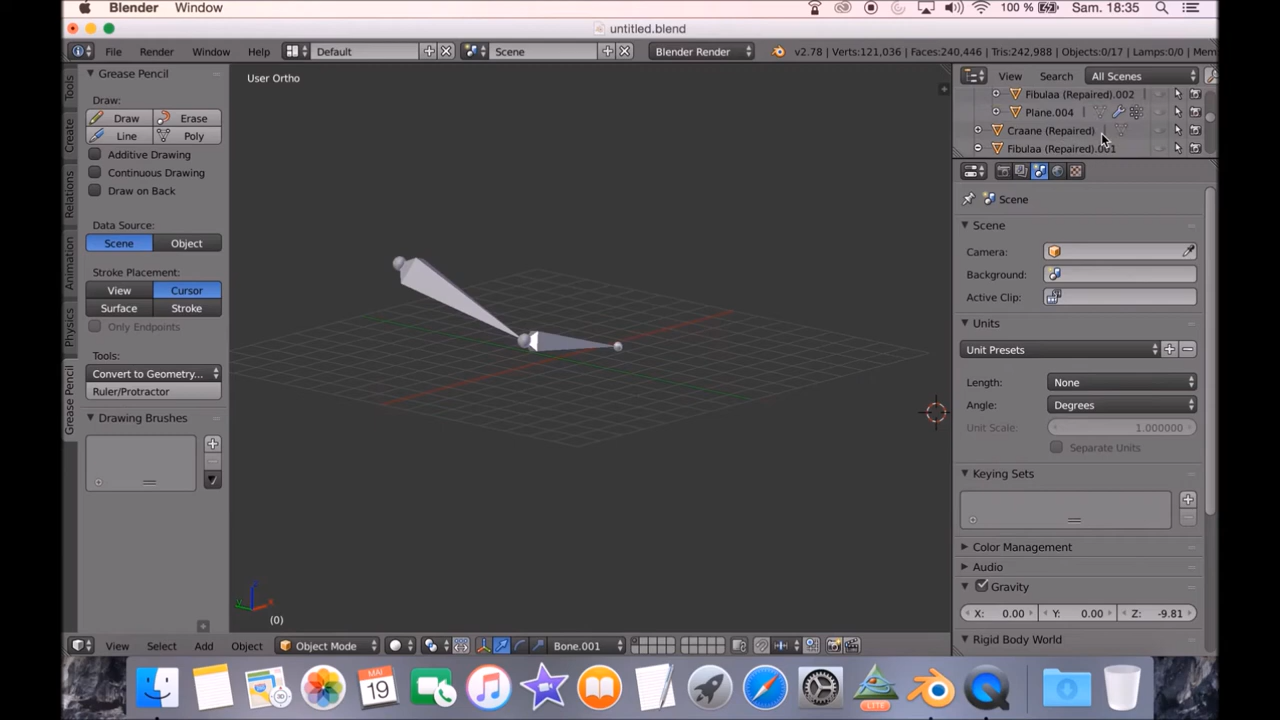 Blender Window 100 % Sam. 18:35
untitled.blend
File Render Window Help Default Scene Blender Render v2.78 | Verts:121,036 | Faces:240,446 | Tris:242,988 | Objects:0/17 | Lamps:0/0 | Mem
Grease Pencil
Draw:
Draw Erase
Line Poly
Additive Drawing
Continuous Drawing
Draw on Back
Data Source:
Scene Object
Stroke Placement:
View Cursor
Surface Stroke
Only Endpoints
Tools:
Convert to Geometry...
Ruler/Protractor
Drawing Brushes
Tools
Create
Relations
Animation
Physics
Grease Pencil
User Ortho
(0)
View Select Add Object Object Mode Bone.001
View Search All Scenes
Fibulaa (Repaired).002
Plane.004
Craane (Repaired)
Fibulaa (Repaired).001
Scene
Scene
Camera:
Background:
Active Clip:
Units
Unit Presets
Length: None
Angle: Degrees
Unit Scale: 1.000000
Separate Units
Keying Sets
Color Management
Audio
Gravity
X: 0.00 Y: 0.00 Z: -9.81
Rigid Body World
MAI
19
LITE